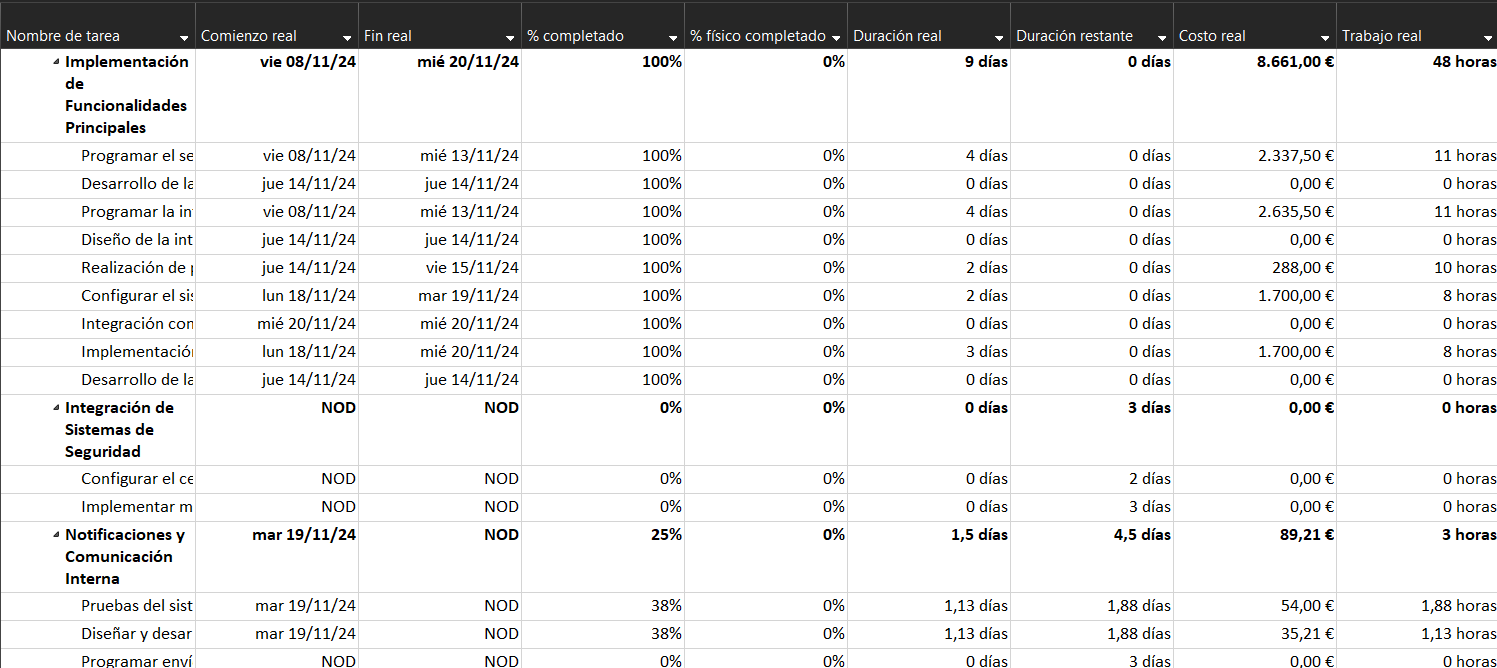 Nombre de tarea Comienzo real Fin real % completado % físico completado Duración real Duración restante Costo real Trabajo real
Implementación vie 08/11/24 mié 20/11/24 100% 0% 9 días 0 días 8.661,00 € 48 horas
de
Funcionalidades
Principales
Programar el se vie 08/11/24 mié 13/11/24 100% 0% 4 días 0 días 2.337,50 € 11 horas
Desarrollo de la jue 14/11/24 jue 14/11/24 100% 0% 0 días 0 días 0,00 € 0 horas
Programar la in vie 08/11/24 mié 13/11/24 100% 0% 4 días 0 días 2.635,50 € 11 horas
Diseño de la int jue 14/11/24 jue 14/11/24 100% 0% 0 días 0 días 0,00 € 0 horas
Realización de jue 14/11/24 vie 15/11/24 100% 0% 2 días 0 días 288,00 € 10 horas
Configurar el sis lun 18/11/24 mar 19/11/24 100% 0% 2 días 0 días 1.700,00 € 8 horas
Integración con mié 20/11/24 mié 20/11/24 100% 0% 0 días 0 días 0,00 € 0 horas
Implementación lun 18/11/24 mié 20/11/24 100% 0% 3 días 0 días 1.700,00 € 8 horas
Desarrollo de la jue 14/11/24 jue 14/11/24 100% 0% 0 días 0 días 0,00 € 0 horas
Integración de NOD NOD 0% 0% 0 días 3 días 0,00 € 0 horas
Sistemas de
Seguridad
Configurar el ce NOD NOD 0% 0% 0 días 2 días 0,00 € 0 horas
Implementar m NOD NOD 0% 0% 0 días 3 días 0,00 € 0 horas
Notificaciones y mar 19/11/24 NOD 25% 0% 1,5 días 4,5 días 89,21 € 3 horas
Comunicación
Interna
Pruebas del sist mar 19/11/24 NOD 38% 0% 1,13 días 1,88 días 54,00 € 1,88 horas
Diseñar y desar mar 19/11/24 NOD 38% 0% 1,13 días 1,88 días 35,21 € 1,13 horas
Programar enví NOD NOD 0% 0% 0 días 3 días 0,00 € 0 horas